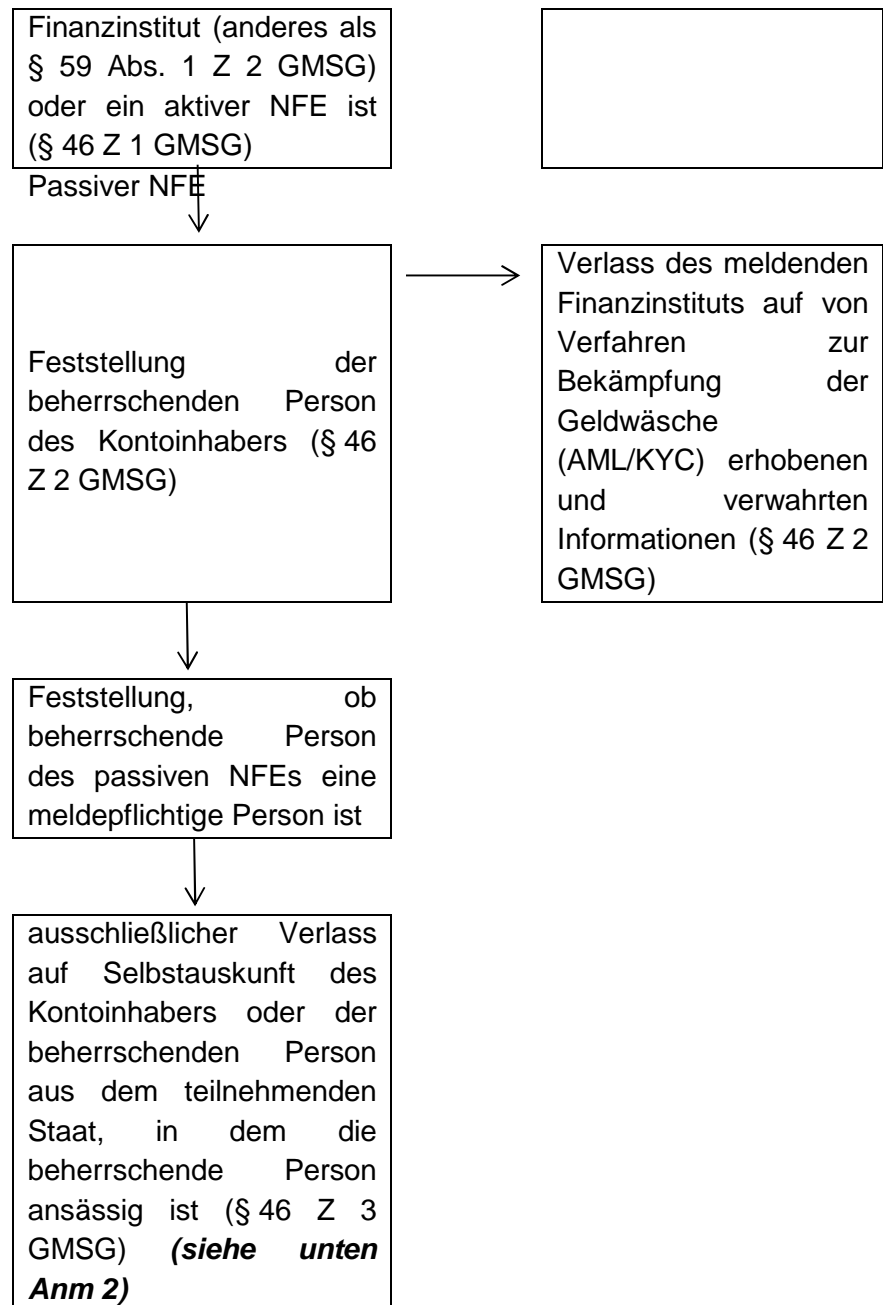 Finanzinstitut (anderes als
§ 59 Abs. 1 Z 2 GMSG)
oder ein aktiver NFE ist
(§ 46 Z 1 GMSG)
Passiver NFE
Feststellung der
beherrschenden Person
des Kontoinhabers (§ 46
Z 2 GMSG)
Verlass des meldenden
Finanzinstituts auf von
Verfahren zur
Bekämpfung der
Geldwäsche
(AML/KYC) erhobenen
und verwahrten
Informationen (§ 46 Z 2
GMSG)
Feststellung, ob
beherrschende Person
des passiven NFEs eine
meldepflichtige Person ist
ausschließlicher Verlass
auf Selbstauskunft des
Kontoinhabers oder der
beherrschenden Person
aus dem teilnehmenden
Staat, in dem die
beherrschende Person
ansässig ist (§ 46 Z 3
GMSG) (siehe unten
Anm 2)